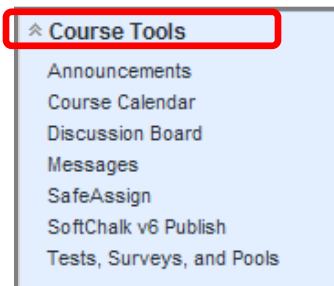 Course Tools
Announcements
Course Calendar
Discussion Board
Messages
SafeAssign
SoftChalk v6 Publish
Tests, Surveys, and Pools